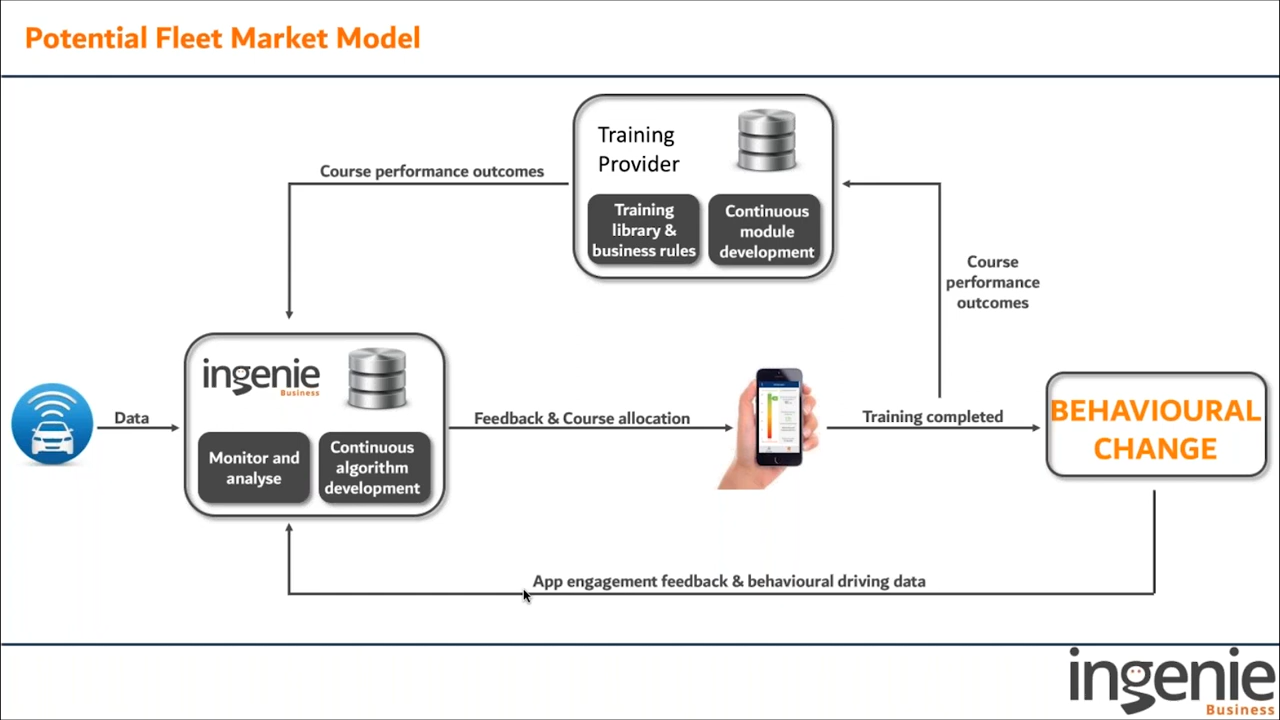 Potential Fleet Market Model
Training
Provider
Training
library &
business rules
Continuous
module
development
Course performance outcomes
Course
performance
outcomes
ingenie
Business
Monitor and
analyse
Continuous
algorithm
development
Data
Feedback & Course allocation
Training completed
BEHAVIOURAL
CHANGE
App engagement feedback & behavioural driving data
ingenie
Business